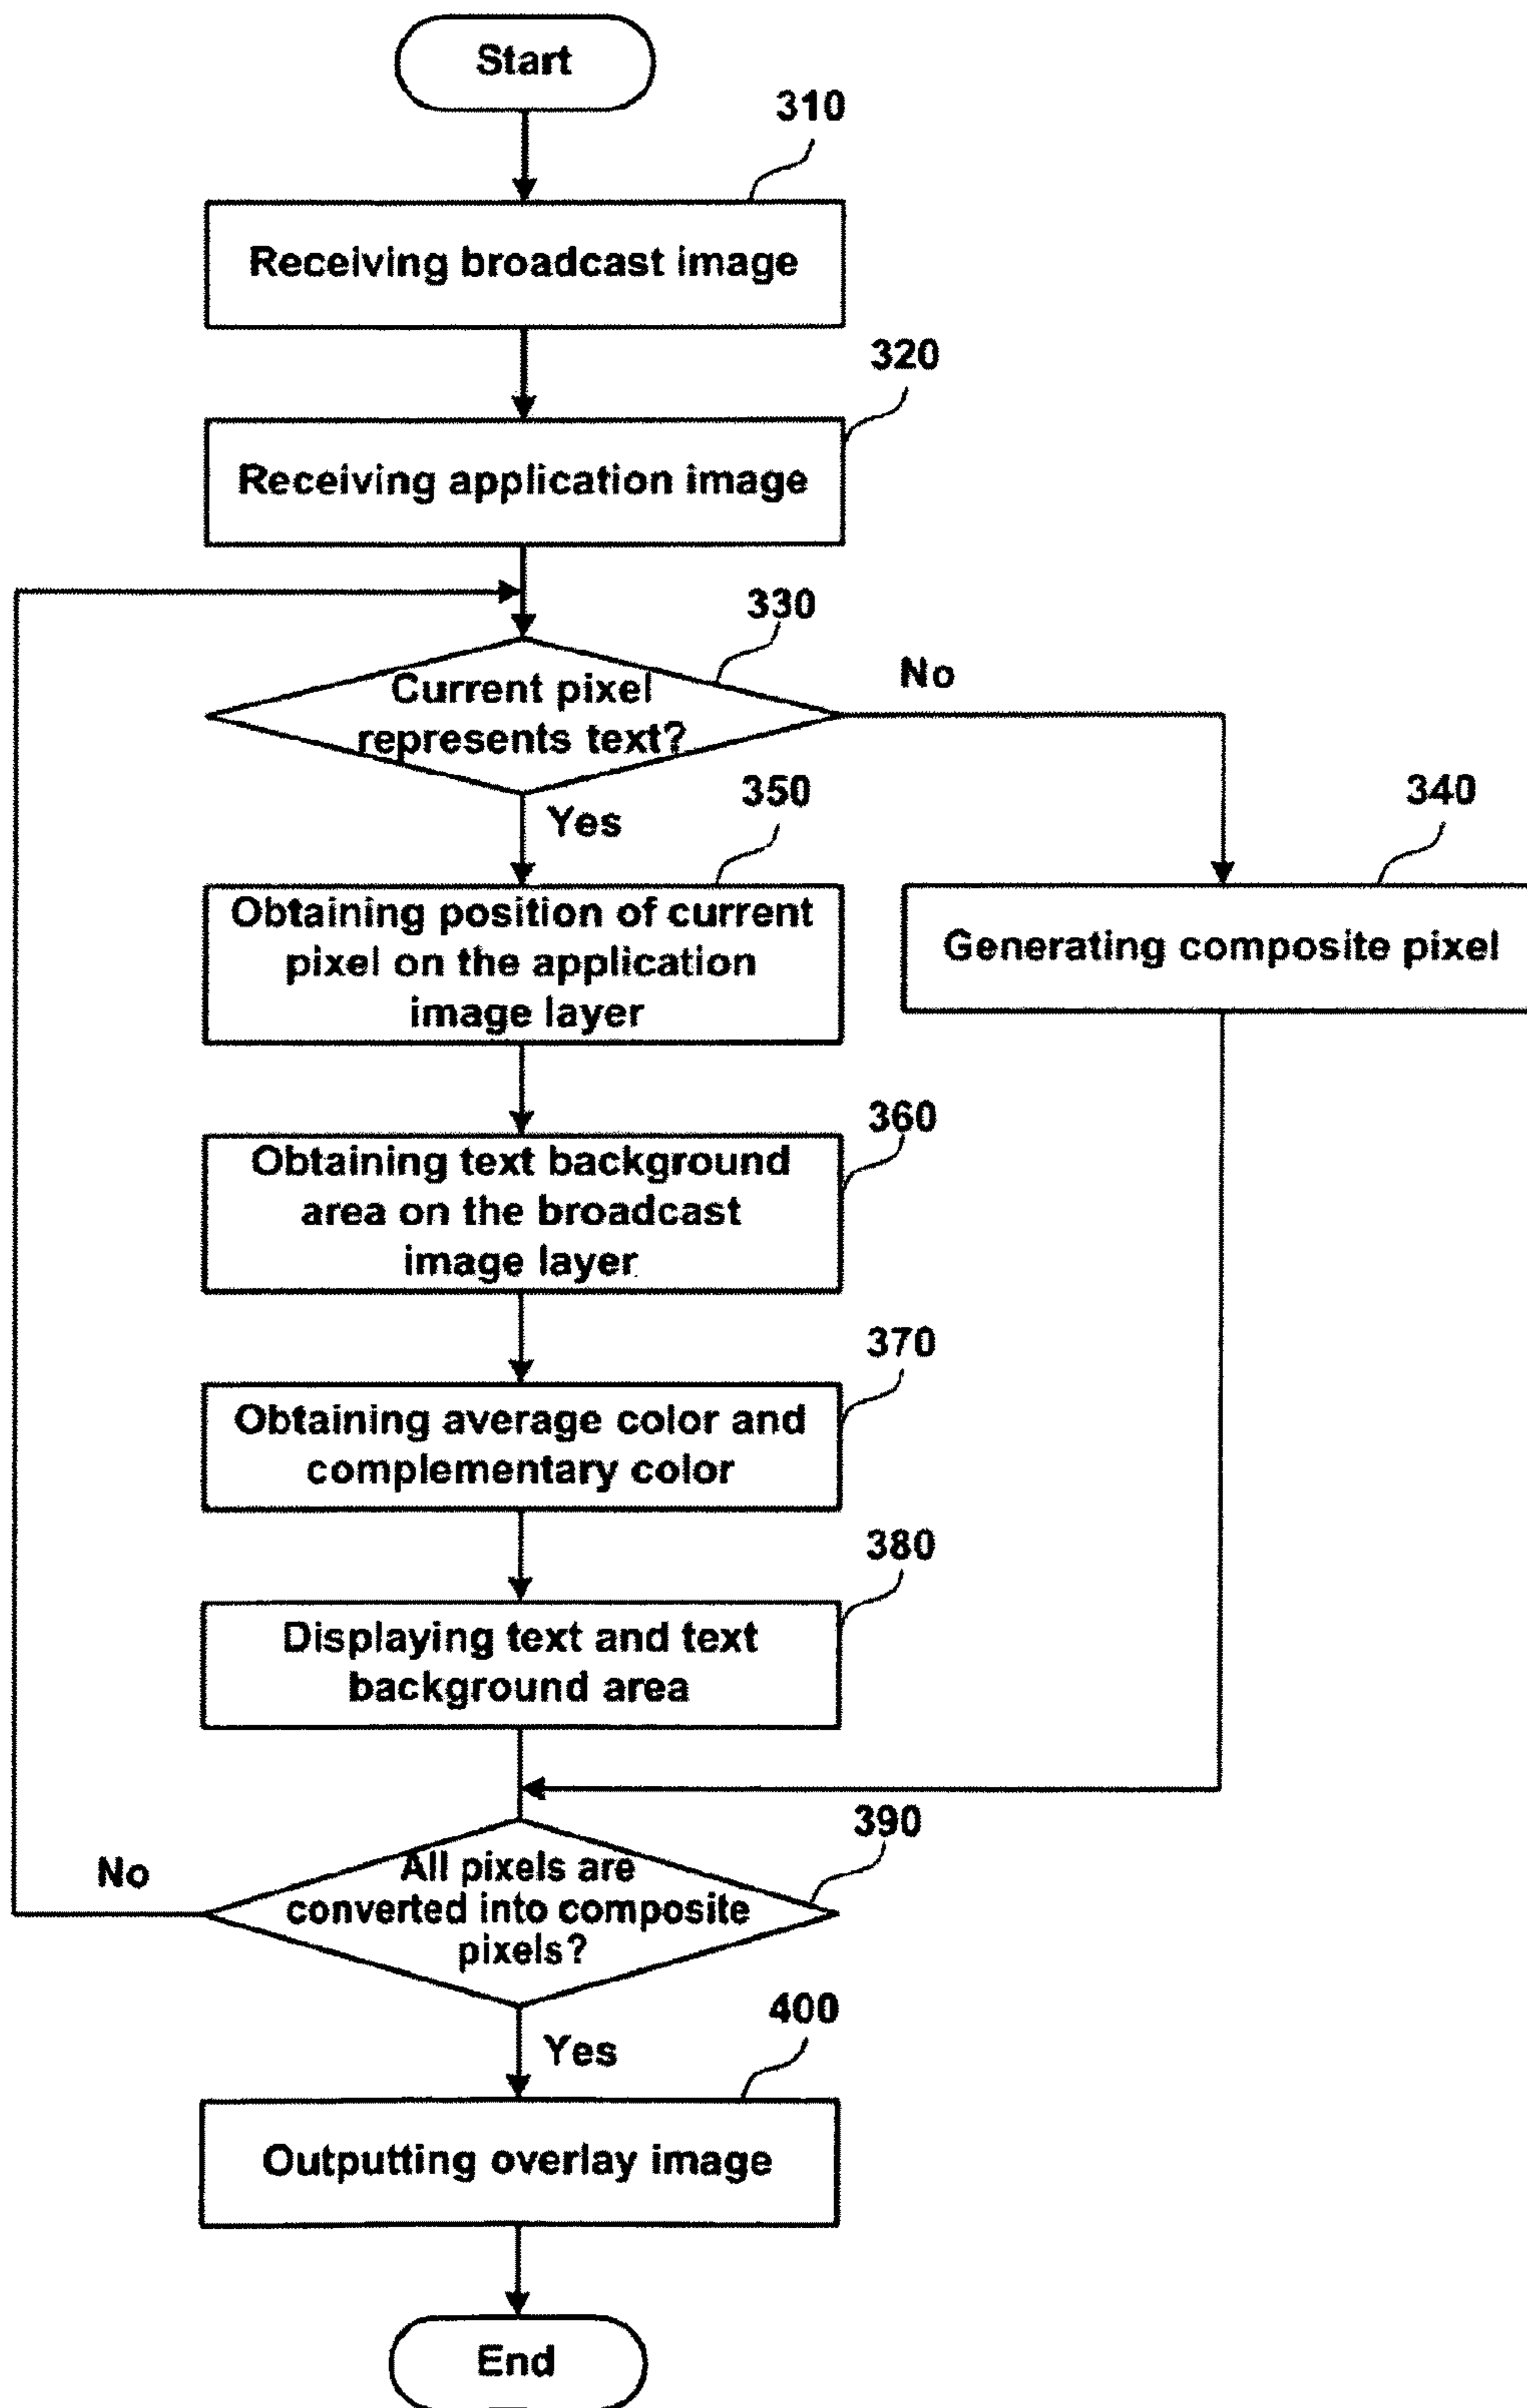 Start
310
Receiving broadcast image
320
Receiving application image
330
Current pixel
represents text?
No
Yes
350
340
Obtaining position of current
pixel on the application
image layer
Generating composite pixel
360
Obtaining text background
area on the broadcast
image layer
370
Obtaining average color and
complementary color
380
Displaying text and text
background area
390
All pixels are
converted into composite
pixels?
No
Yes
400
Outputting overlay image
End